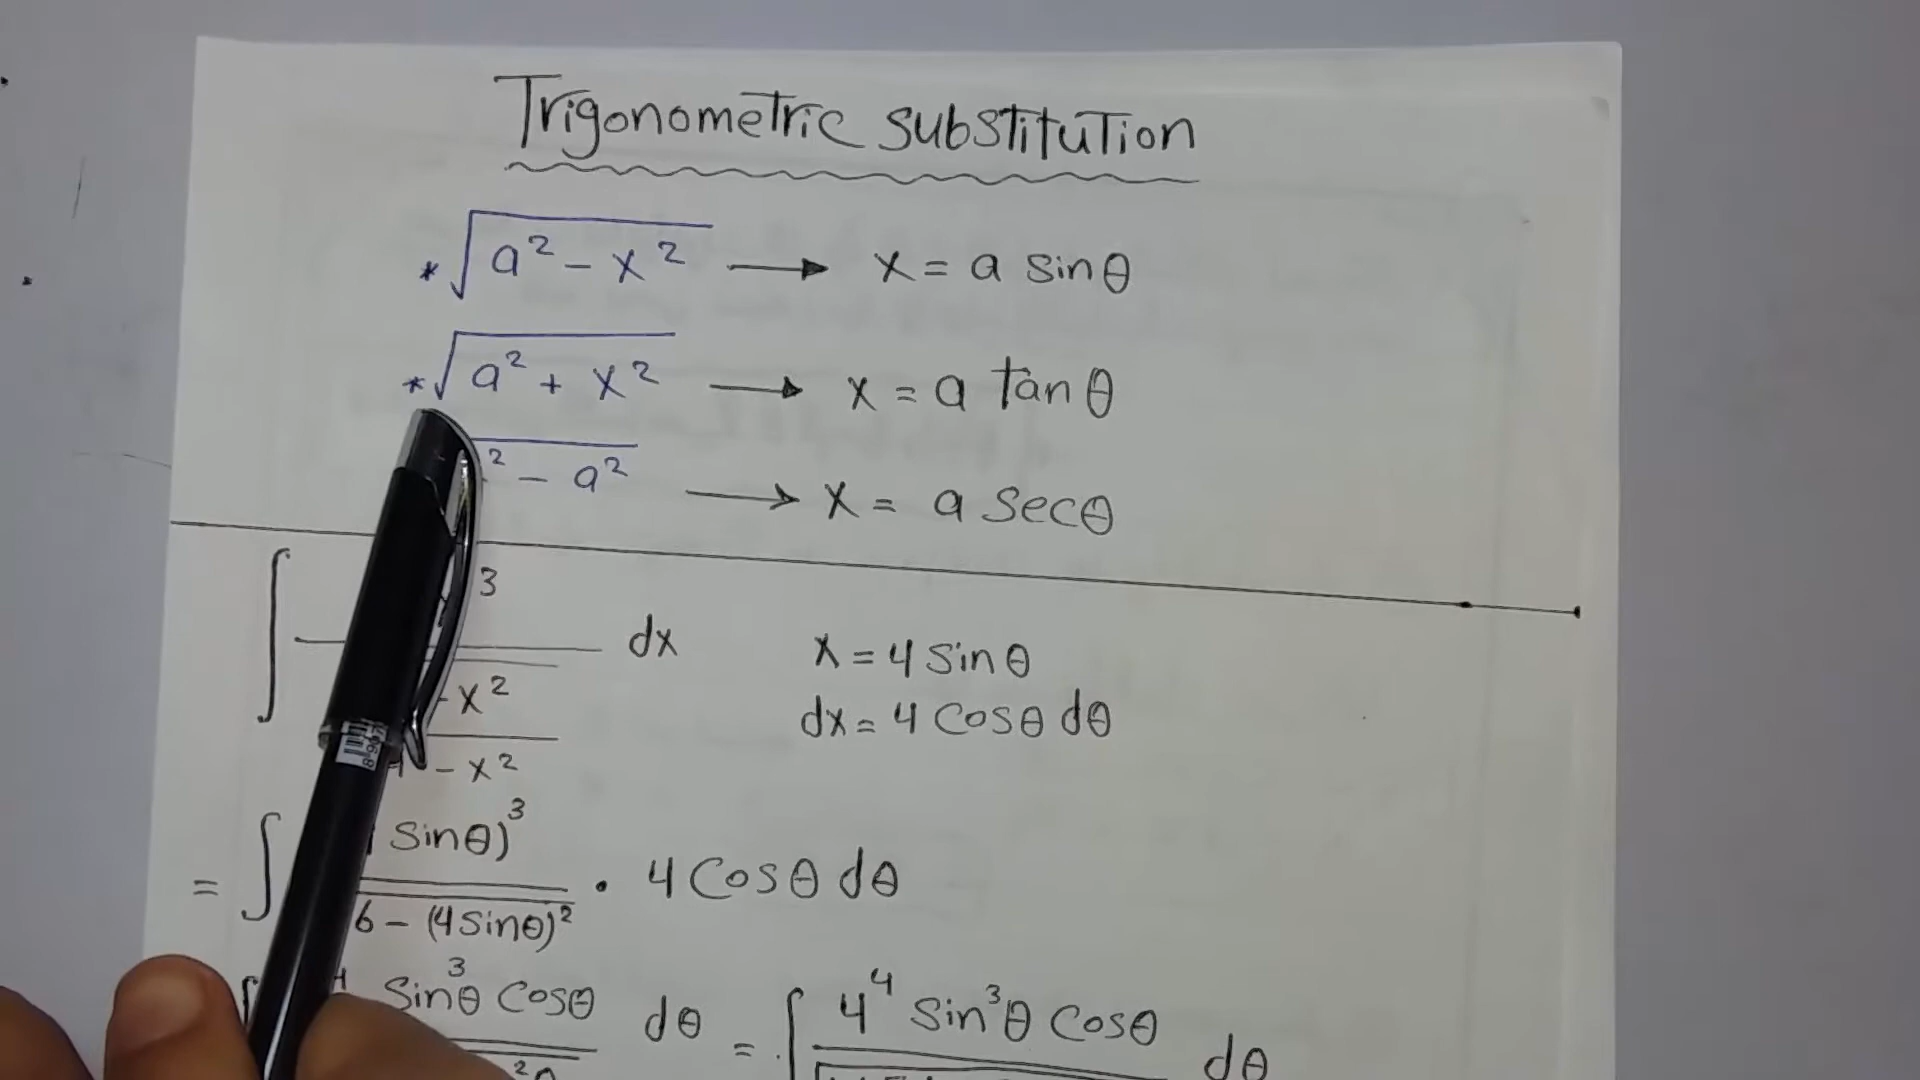 Trigonometric substitution
* √a² - x² → x = a sinθ
* √a² + x² → x = a tanθ
² - a² → x = a secθ
∫ 3 dx
x = 4 sinθ
- x²
dx = 4 cosθ dθ
- x²
= ∫ sinθ)³ / 6 - (4 sinθ)² · 4 cosθ dθ
∫ 4 sin³θ cosθ dθ = ∫ 4⁴ sin³θ cosθ dθ